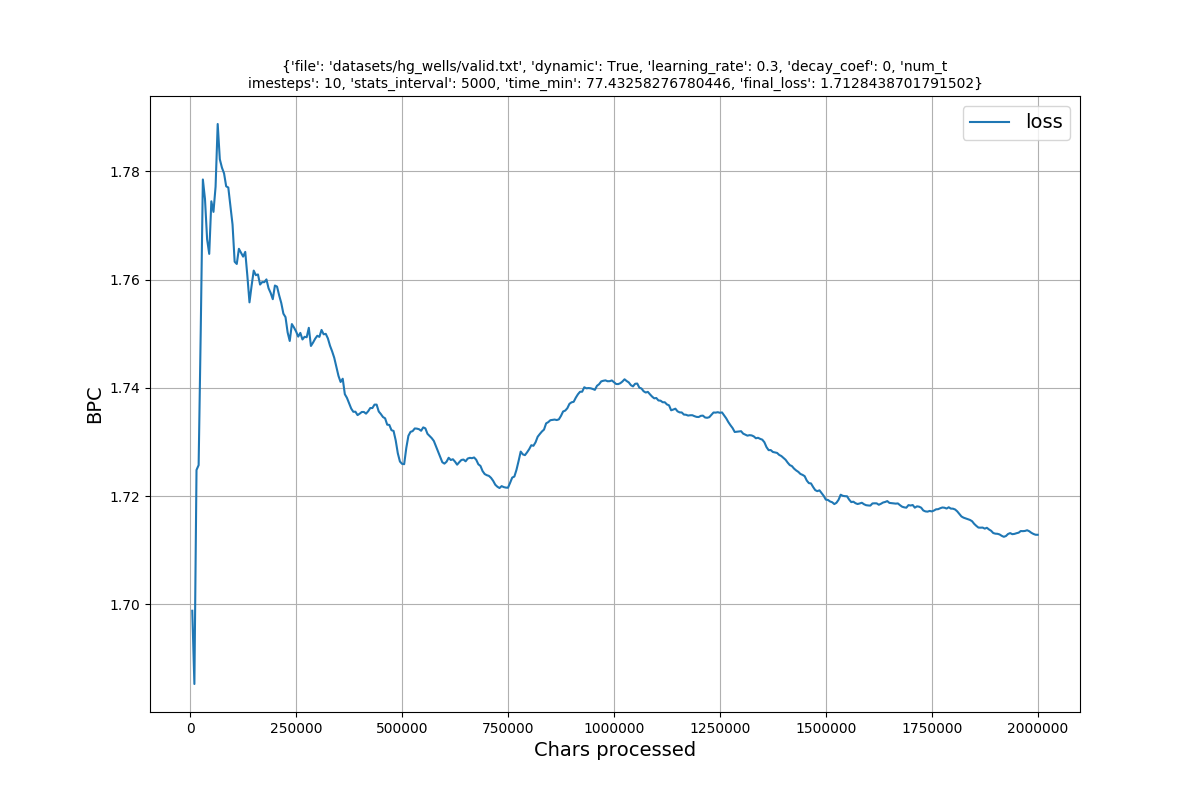 {'file': 'datasets/hg_wells/valid.txt', 'dynamic': True, 'learning_rate': 0.3, 'decay_coef': 0, 'num_t
imesteps': 10, 'stats_interval': 5000, 'time_min': 77.43258276780446, 'final_loss': 1.7128438701791502}
loss
1.78
1.76
1.74
BPC
1.72
1.70
0 250000 500000 750000 1000000 1250000 1500000 1750000 2000000
Chars processed